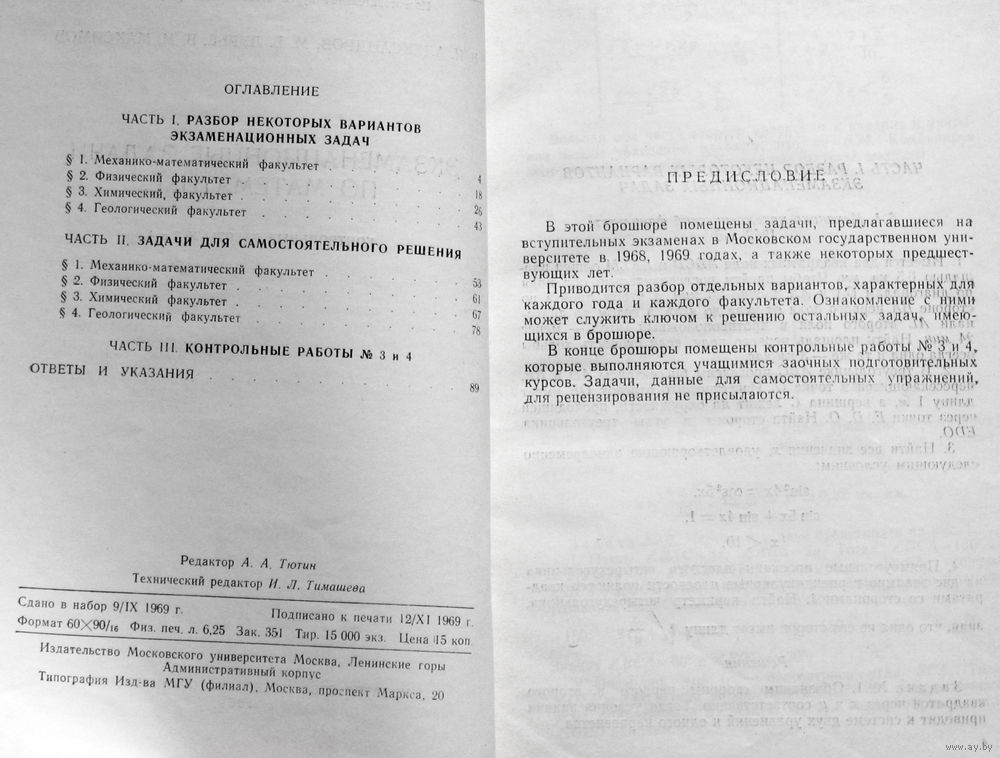 ОГЛАВЛЕНИЕ
ЧАСТЬ I. РАЗБОР НЕКОТОРЫХ ВАРИАНТОВ
ЭКЗАМЕНАЦИОННЫХ ЗАДАЧ
§ 1. Механико-математический факультет . . . . . 4
§ 2. Физический факультет . . . . . . . . 18
§ 3. Химический, факультет . . . . . . . . 26
§ 4. Геологический факультет . . . . . . . 43
ЧАСТЬ II. ЗАДАЧИ ДЛЯ САМОСТОЯТЕЛЬНОГО РЕШЕНИЯ
§ 1. Механико-математический факультет . . . . . 53
§ 2. Физический факультет . . . . . . . . 61
§ 3. Химический факультет . . . . . . . . 67
§ 4. Геологический факультет . . . . . . . 78
ЧАСТЬ III. КОНТРОЛЬНЫЕ РАБОТЫ № 3 и 4
ОТВЕТЫ И УКАЗАНИЯ . . . . . . . . 89
Редактор А. А. Тютин
Технический редактор И. Л. Тимашева
Сдано в набор 9/IX 1969 г. Подписано к печати 12/XI 1969 г.
Формат 60×90/16 Физ. печ. л. 6,25 Зак. 351 Тир. 15 000 экз. Цена 15 коп.
Издательство Московского университета Москва, Ленинские горы
Административный корпус
Типография Изд-ва МГУ (филиал), Москва, проспект Маркса, 20
ПРЕДИСЛОВИЕ
В этой брошюре помещены задачи, предлагавшиеся на
вступительных экзаменах в Московском государственном уни-
верситете в 1968, 1969 годах, а также некоторых предшест-
вующих лет.
Приводится разбор отдельных вариантов, характерных для
каждого года и каждого факультета. Ознакомление с ними
может служить ключом к решению остальных задач, имею-
щихся в брошюре.
В конце брошюры помещены контрольные работы № 3 и 4,
которые выполняются учащимися заочных подготовительных
курсов. Задачи, данные для самостоятельных упражнений,
для рецензирования не присылаются.
www.ay.by